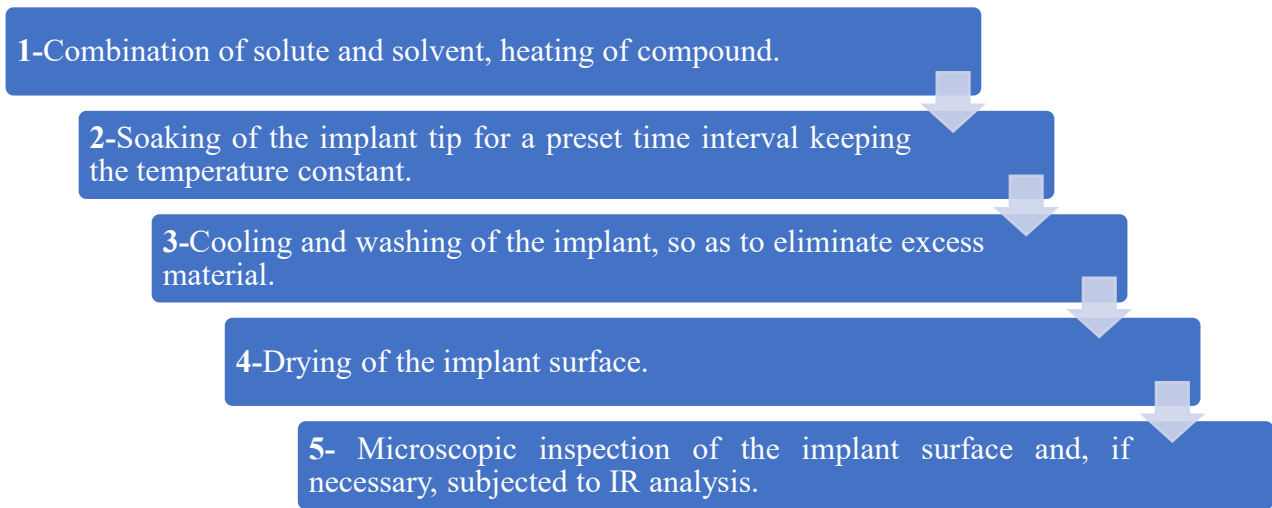 1-Combination of solute and solvent, heating of compound.
2-Soaking of the implant tip for a preset time interval keeping
the temperature constant.
3-Cooling and washing of the implant, so as to eliminate excess
material.
4-Drying of the implant surface.
5- Microscopic inspection of the implant surface and, if
necessary, subjected to IR analysis.